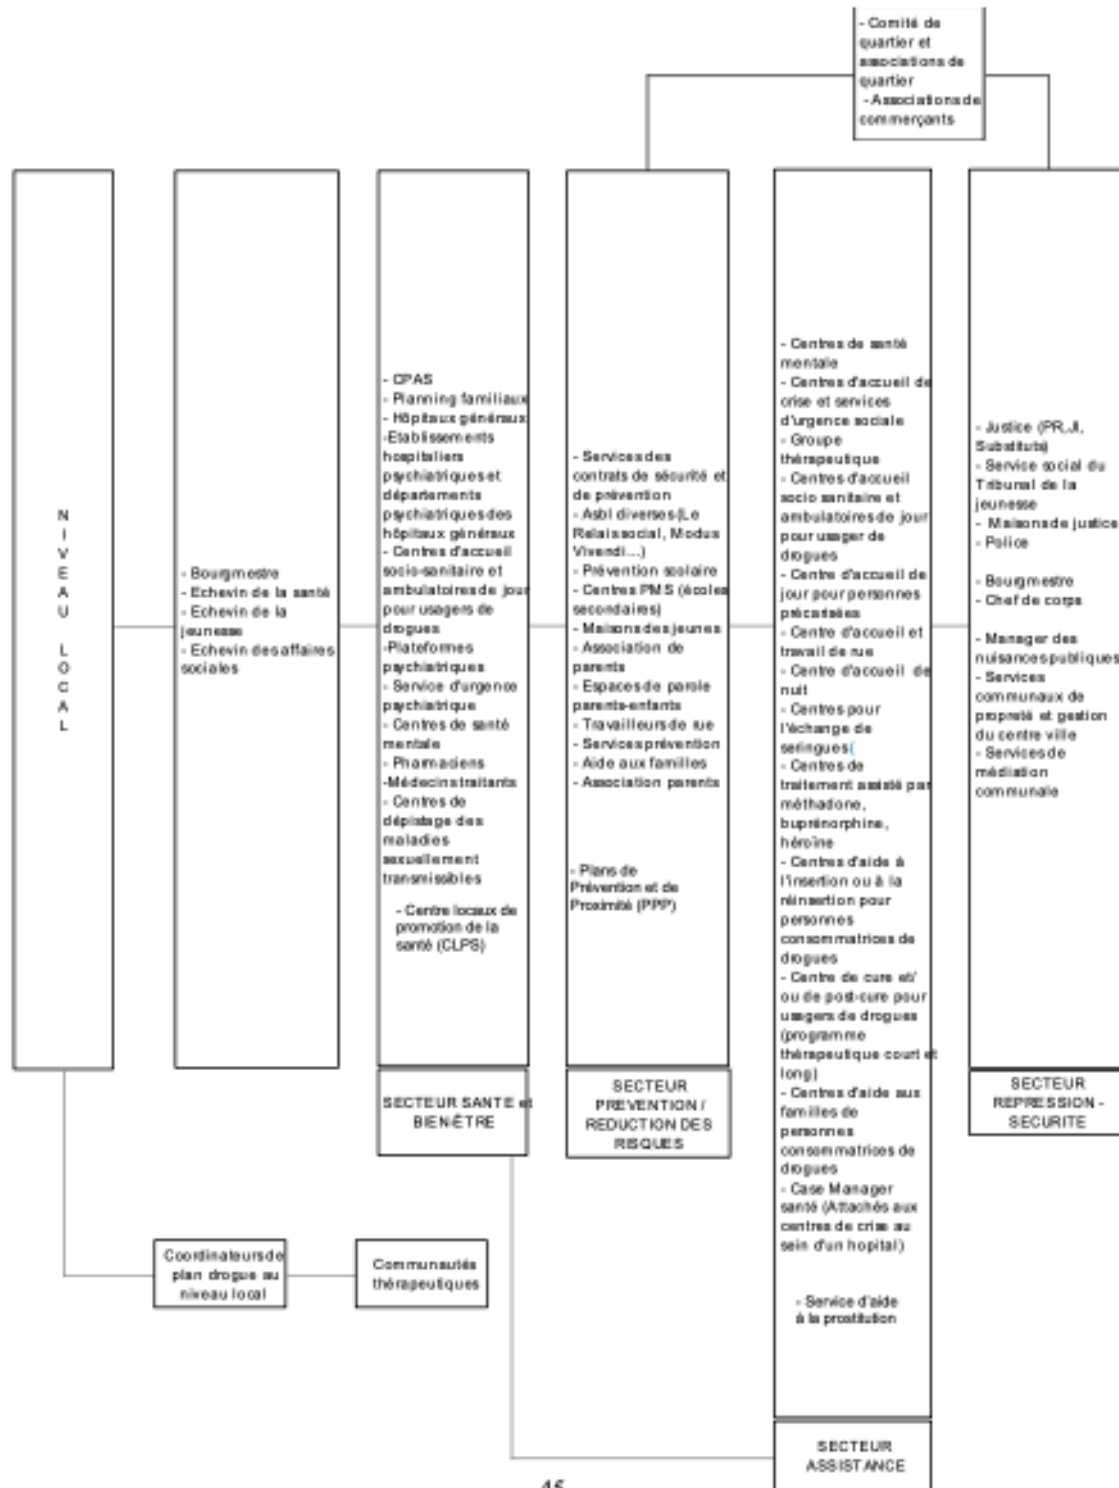 - Comité de
quartier et
associations de
quartier
- Associations de
commerçants
N
I
V
E
A
U
L
O
C
A
L
- Bourgmestre
- Echevin de la santé
- Echevin de la
jeunesse
- Echevin des affaires
sociales
- CPAS
- Planning familiaux
- Hôpitaux généraux
-Etablissements
hospitaliers
psychiatriques et
départements
psychiatriques des
hôpitaux généraux
- Centres d'accueil
socio-sanitaire et
ambulatoires de jour
pour usagers de
drogues
-Plateformes
psychiatriques
- Service d'urgence
psychiatrique
- Centres de santé
mentale
- Pharmaciens
-Médecins traitants
- Centres de
dépistage des
maladies
sexuellement
transmissibles
- Centre locaux de
promotion de la
santé (CLPS)
SECTEUR SANTE et
BIEN-ÊTRE
- Services des
contrats de sécurité et
de prévention
- Asbl diverses (Le
Relais social, Modus
Vivendi...)
- Prévention scolaire
- Centres PMS (écoles
secondaires)
- Maisons des jeunes
- Association de
parents
- Espaces de parole
parents-enfants
- Travailleurs de rue
- Services prévention
- Aide aux familles
- Association parents
- Plans de
Prévention et de
Proximité (PPP)
SECTEUR
PREVENTION /
REDUCTION DES
RISQUES
- Centres de santé
mentale
- Centres d'accueil de
crise et services
d'urgence sociale
- Groupe
thérapeutique
- Centres d'accueil
socio sanitaire et
ambulatoires de jour
pour usager de
drogues
- Centre d'accueil de
jour pour personnes
précarisées
- Centre d'accueil et
travail de rue
- Centre d'accueil de
nuit
- Centres pour
l'échange de
seringues(
- Centres de
traitement assisté par
méthadone,
buprénorphine,
héroïne
- Centres d'aide à
l'insertion ou à la
réinsertion pour
personnes
consommatrices de
drogues
- Centre de cure et/
ou de post-cure pour
usagers de drogues
(programme
thérapeutique court et
long)
- Centres d'aide aux
familles de
personnes
consommatrices de
drogues
- Case Manager
santé (Attachés aux
centres de crise au
sein d'un hopital)
- Service d'aide
à la prostitution
SECTEUR
ASSISTANCE
- Justice (PR,JI,
Substituts)
- Service social du
Tribunal de la
jeunesse
- Maisons de justice
- Police
- Bourgmestre
- Chef de corps
- Manager des
nuisances publiques
- Services
communaux de
propreté et gestion
du centre ville
- Services de
médiation
communale
SECTEUR
REPRESSION -
SECURITE
Coordinateurs de
plan drogue au
niveau local
Communautés
thérapeutiques